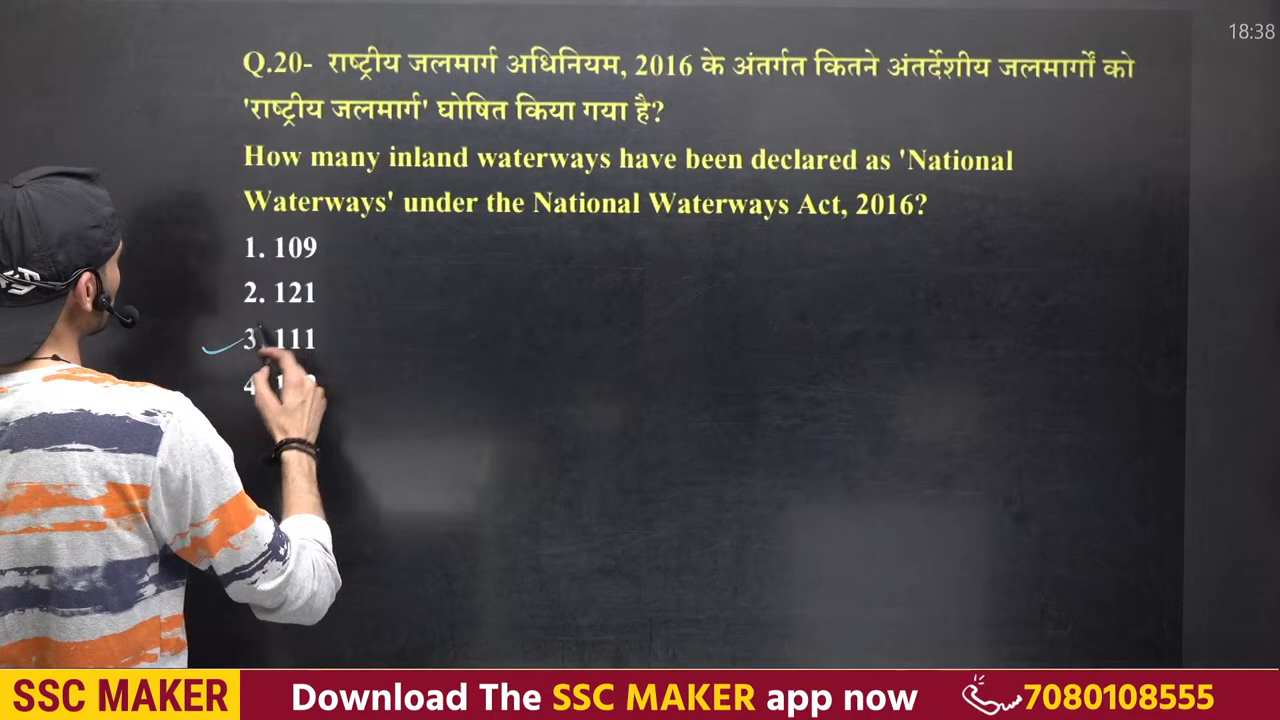 18:38
Q.20- राष्ट्रीय जलमार्ग अधिनियम, 2016 के अंतर्गत कितने अंतर्देशीय जलमार्गों को
'राष्ट्रीय जलमार्ग' घोषित किया गया है?
How many inland waterways have been declared as 'National
Waterways' under the National Waterways Act, 2016?
1. 109
2. 121
3. 111
4.
SSC MAKER
Download The SSC MAKER app now
7080108555